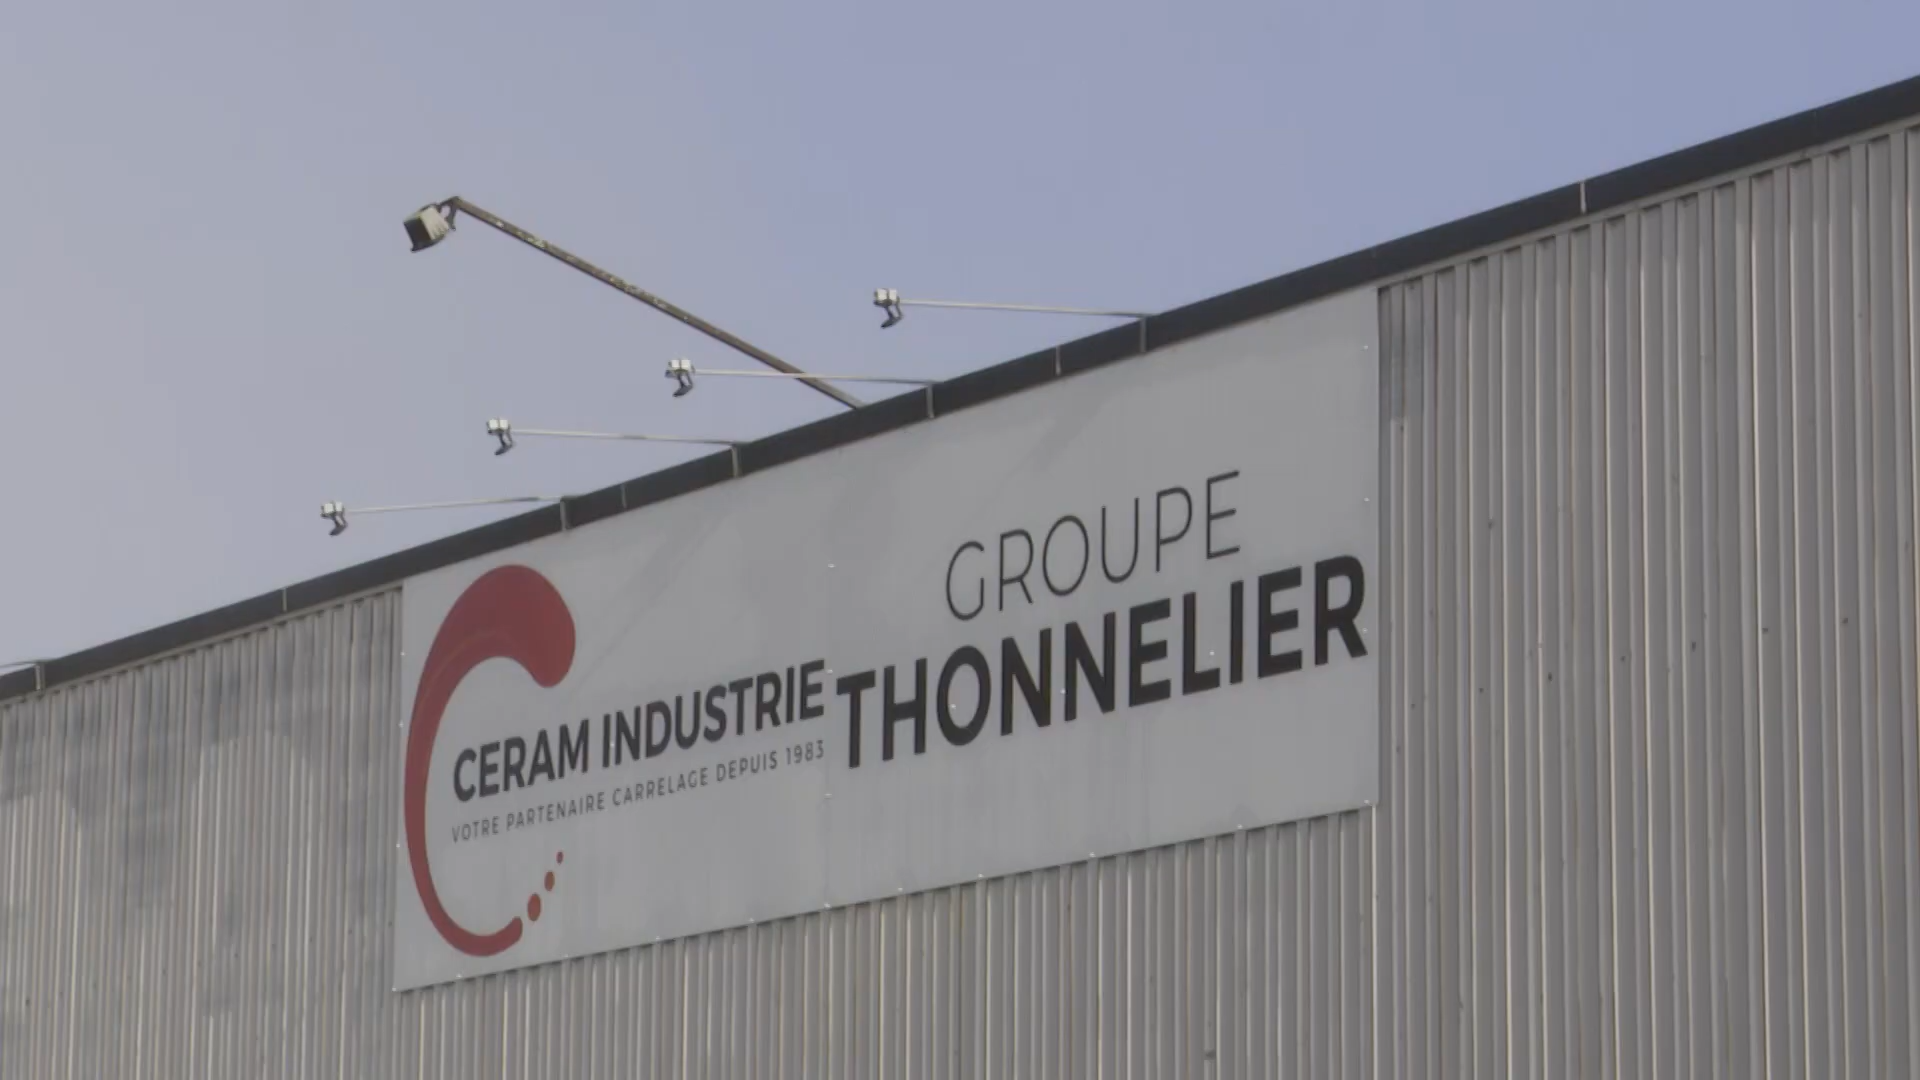 CERAM INDUSTRIE
VOTRE PARTENAIRE CARRELAGE DEPUIS 1983
GROUPE
THONNELIER